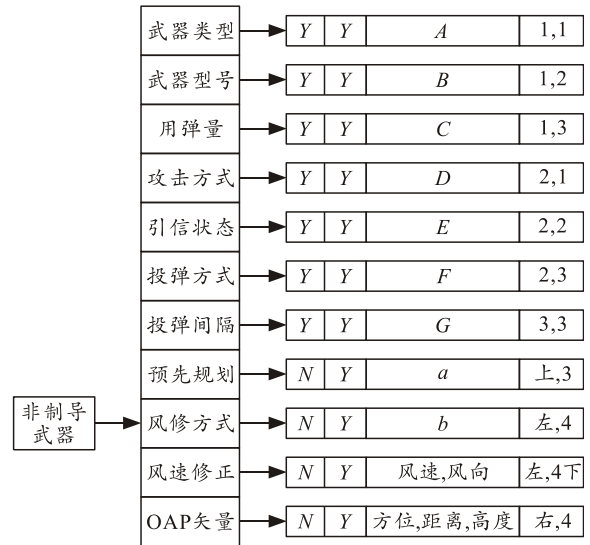 武器类型 Y Y A 1,1
武器型号 Y Y B 1,2
用弹量 Y Y C 1,3
攻击方式 Y Y D 2,1
引信状态 Y Y E 2,2
投弹方式 Y Y F 2,3
投弹间隔 Y Y G 3,3
预先规划 N Y a 上,3
非制导
武器
风修方式 N Y b 左,4
风速修正 N Y 风速,风向 左,4下
OAP矢量 N Y 方位,距离,高度 右,4